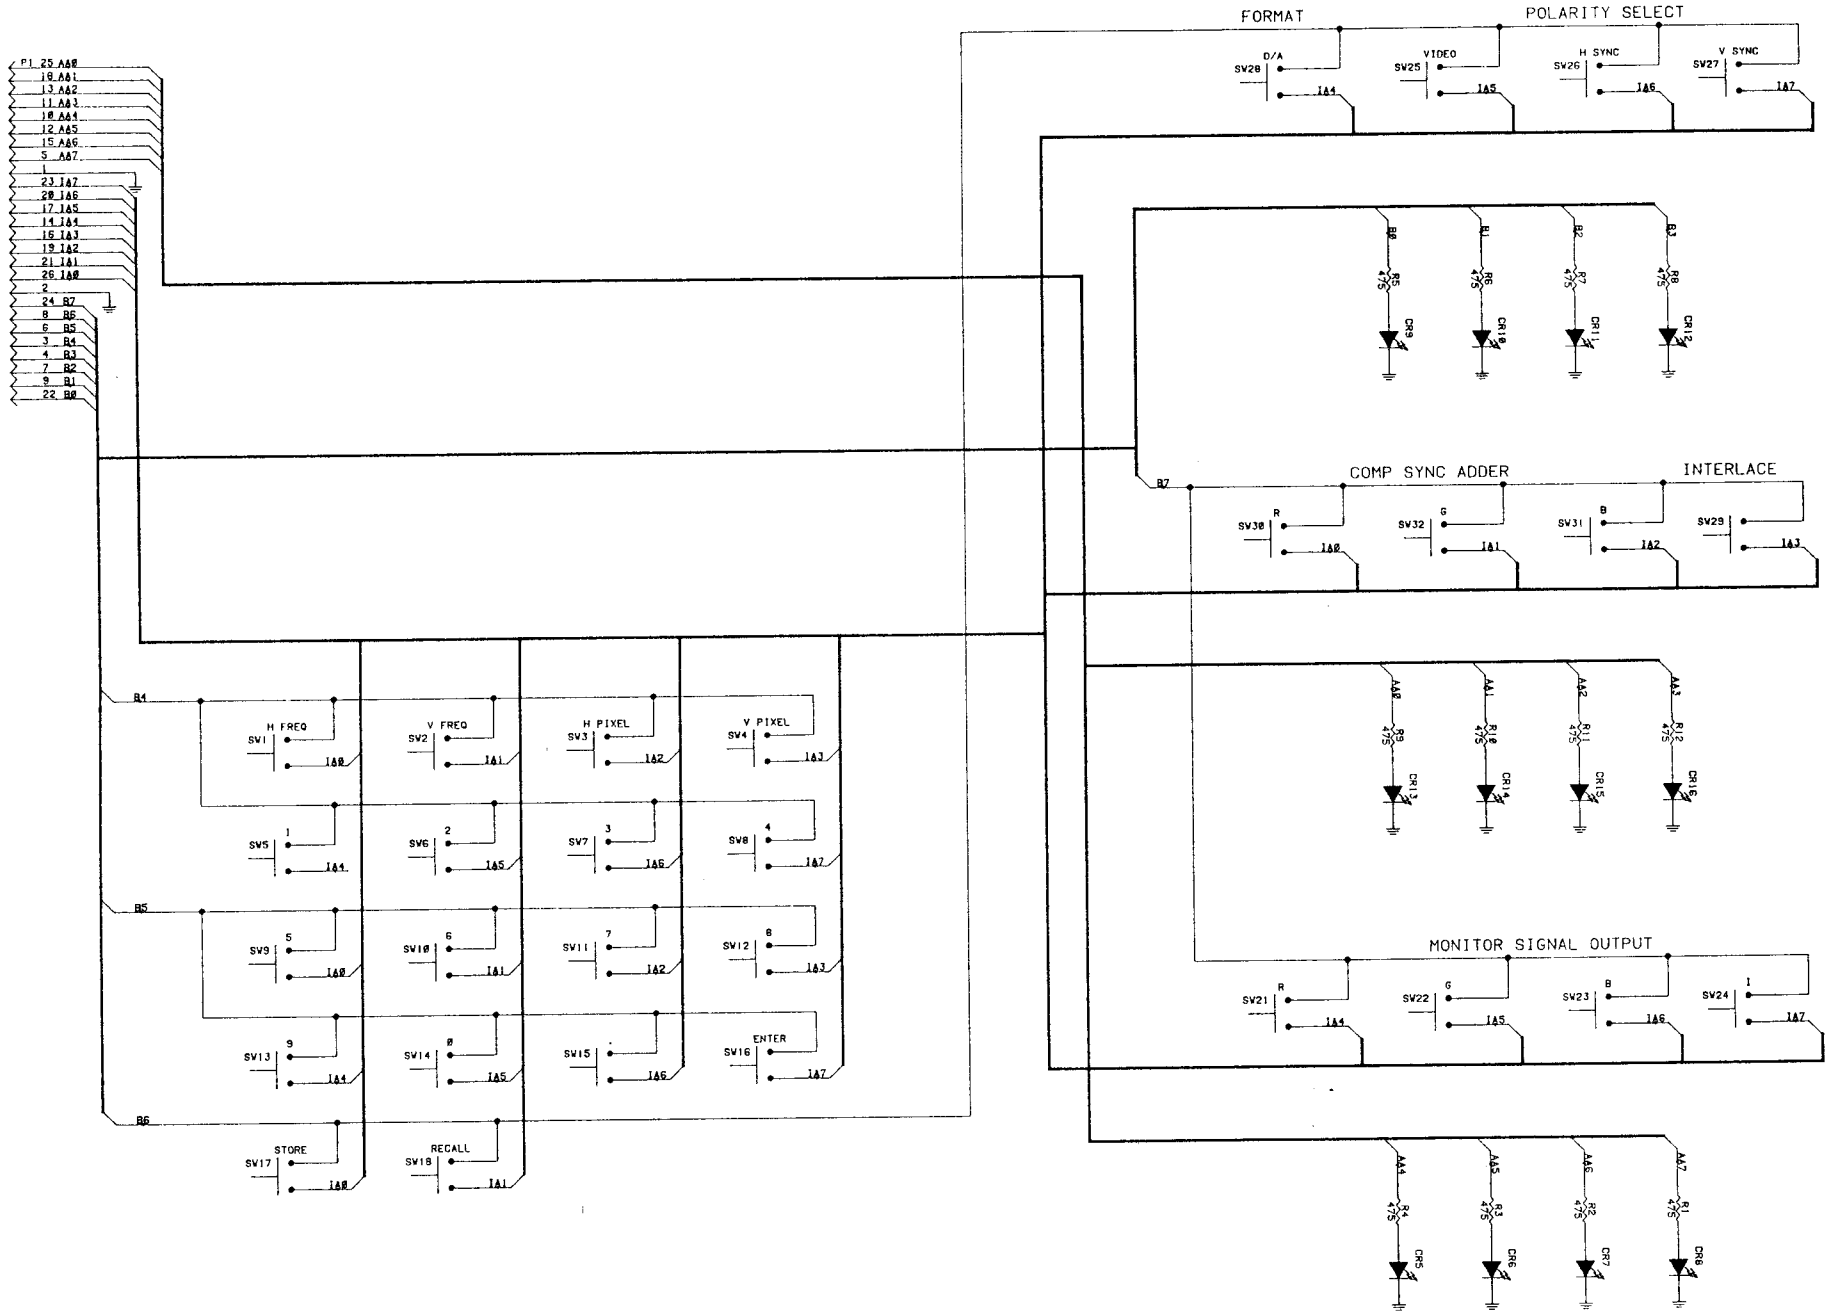 FORMAT POLARITY SELECT
D/A VIDEO H SYNC V SYNC
SW28 SW25 SW26 SW27
IA4 IA5 IA6 IA7
P1 25 AA0
18 AA1
13 AA2
11 AA3
10 AA4
12 AA5
15 AA6
5 AA7
1
23 IA7
20 IA6
17 IA5
14 IA4
16 IA3
19 IA2
21 IA1
26 IA0
2
24 B7
8 B6
6 B5
3 B4
4 B3
7 B2
9 B1
22 B0
B0 B1 B2 B3
R5 475 R6 475 R7 475 R8 475
CR9 CR10 CR11 CR12
COMP SYNC ADDER INTERLACE
B7
R G B
SW30 SW32 SW31 SW29
IA0 IA1 IA2 IA3
AA0 AA1 AA2 AA3
R9 475 R10 475 R11 475 R12 475
CR13 CR14 CR15 CR16
B4
H FREQ V FREQ H PIXEL V PIXEL
SW1 SW2 SW3 SW4
IA0 IA1 IA2 IA3
1 2 3 4
SW5 SW6 SW7 SW8
IA4 IA5 IA6 IA7
B5
5 6 7 8
SW9 SW10 SW11 SW12
IA0 IA1 IA2 IA3
9 0 . ENTER
SW13 SW14 SW15 SW16
IA4 IA5 IA6 IA7
B6
STORE RECALL
SW17 SW18
IA0 IA1
MONITOR SIGNAL OUTPUT
R G B I
SW21 SW22 SW23 SW24
IA4 IA5 IA6 IA7
AA4 AA5 AA6 AA7
R4 475 R3 475 R2 475 R1 475
CR5 CR6 CR7 CR8